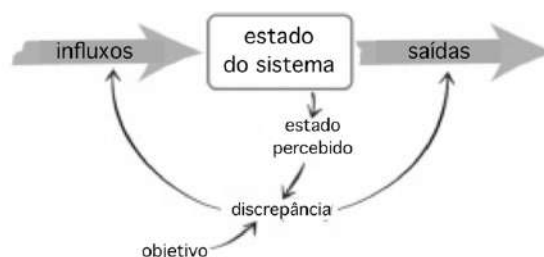 influxos
estado
do sistema
saídas
estado
percebido
discrepância
objetivo